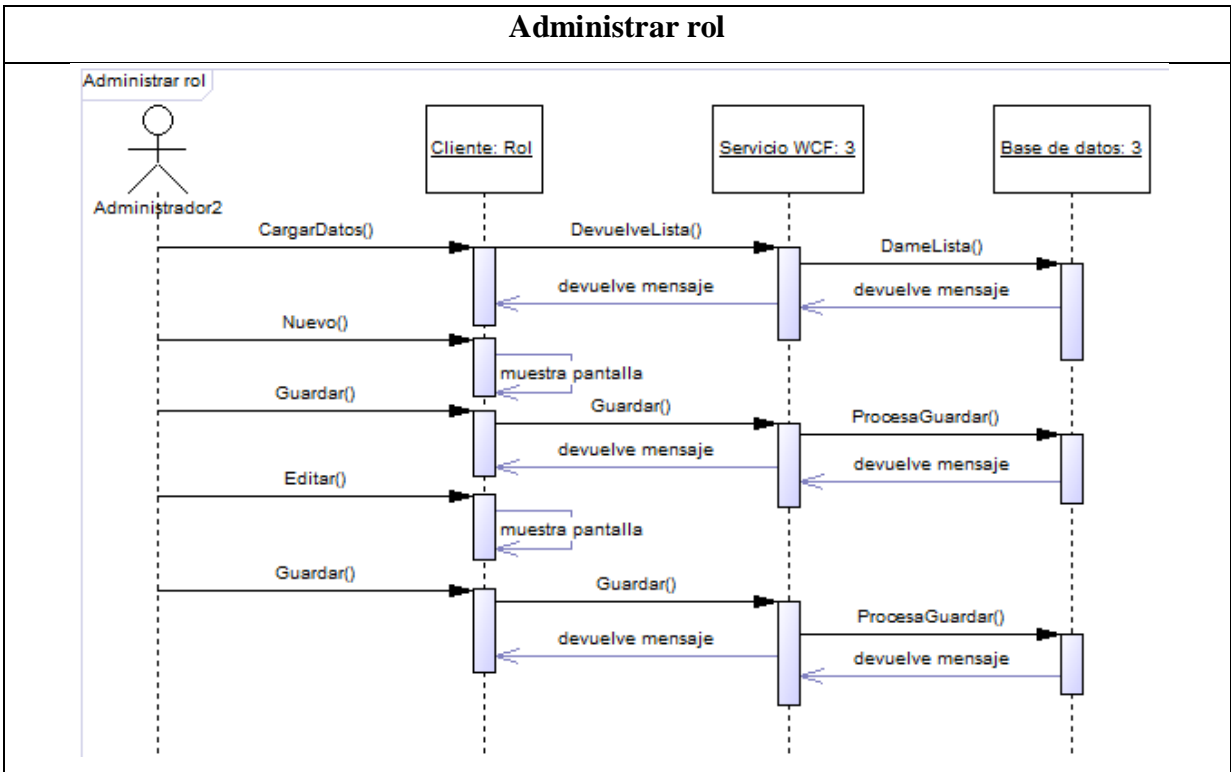 Administrar rol
Administrar rol
Cliente: Rol
Servicio WCF: 3
Base de datos: 3
Administrador2
CargarDatos()
DevuelveLista()
DameLista()
devuelve mensaje
devuelve mensaje
Nuevo()
muestra pantalla
Guardar()
Guardar()
ProcesaGuardar()
devuelve mensaje
devuelve mensaje
Editar()
muestra pantalla
Guardar()
Guardar()
ProcesaGuardar()
devuelve mensaje
devuelve mensaje